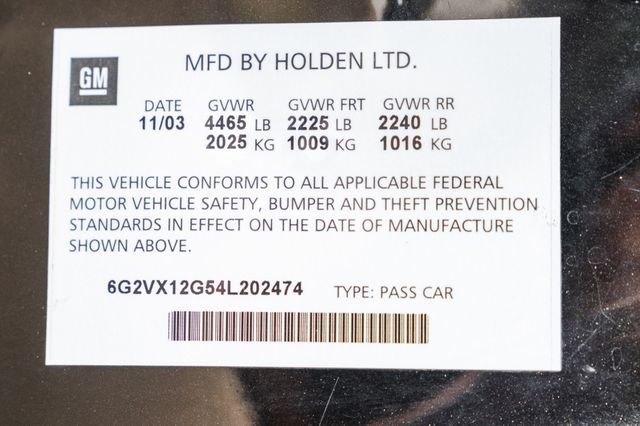 GM
MFD BY HOLDEN LTD.
DATE GVWR GVWR FRT GVWR RR
11/03 4465 LB 2225 LB 2240 LB
2025 KG 1009 KG 1016 KG
THIS VEHICLE CONFORMS TO ALL APPLICABLE FEDERAL
MOTOR VEHICLE SAFETY, BUMPER AND THEFT PREVENTION
STANDARDS IN EFFECT ON THE DATE OF MANUFACTURE
SHOWN ABOVE.
6G2VX12G54L202474 TYPE: PASS CAR